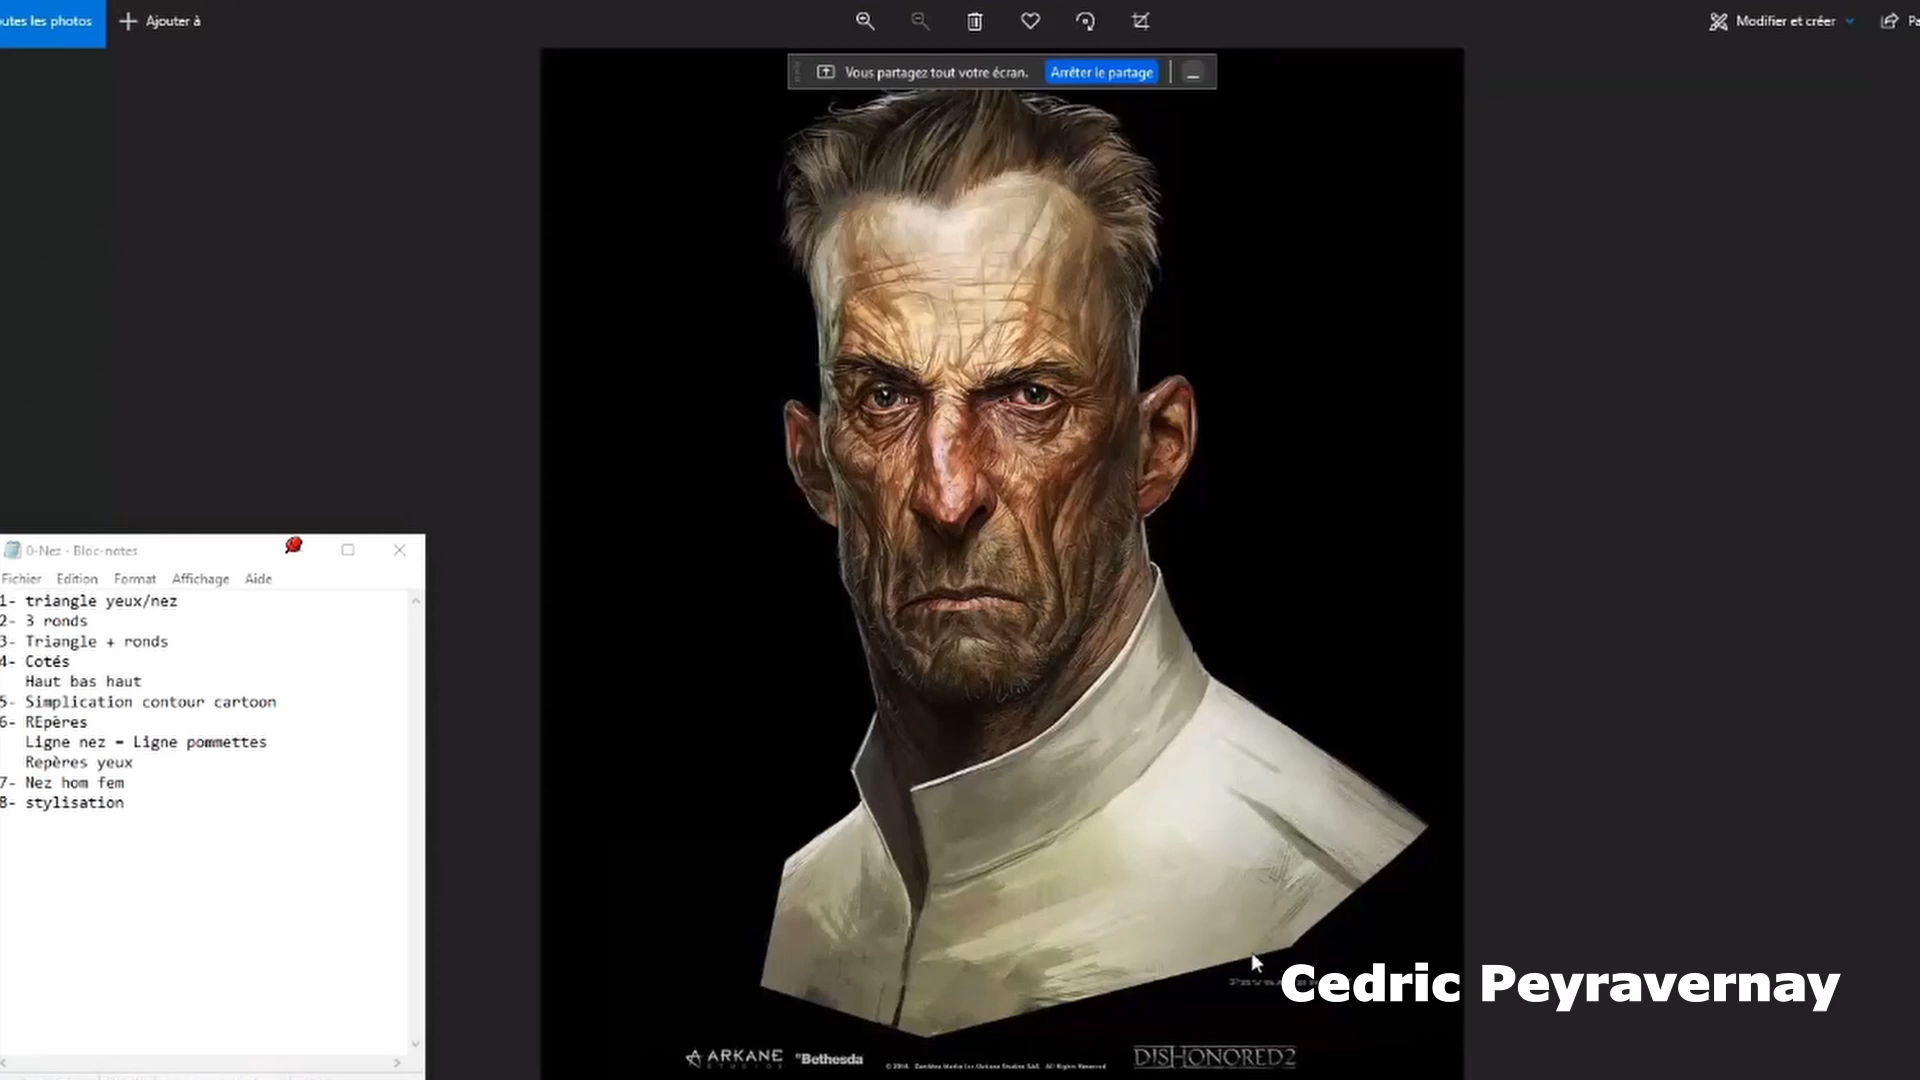 outes les photos
Ajouter à
Modifier et créer
Pa
Vous partagez tout votre écran.
Arrêter le partage
0-Nez - Bloc-notes
Fichier Edition Format Affichage Aide
1- triangle yeux/nez
2- 3 ronds
3- Triangle + ronds
4- Cotés
Haut bas haut
5- Simplication contour cartoon
6- REpères
Ligne nez = Ligne pommettes
Repères yeux
7- Nez hom fem
8- stylisation
Cedric Peyravernay
ARKANE
STUDIOS
Bethesda
DISHONORED2